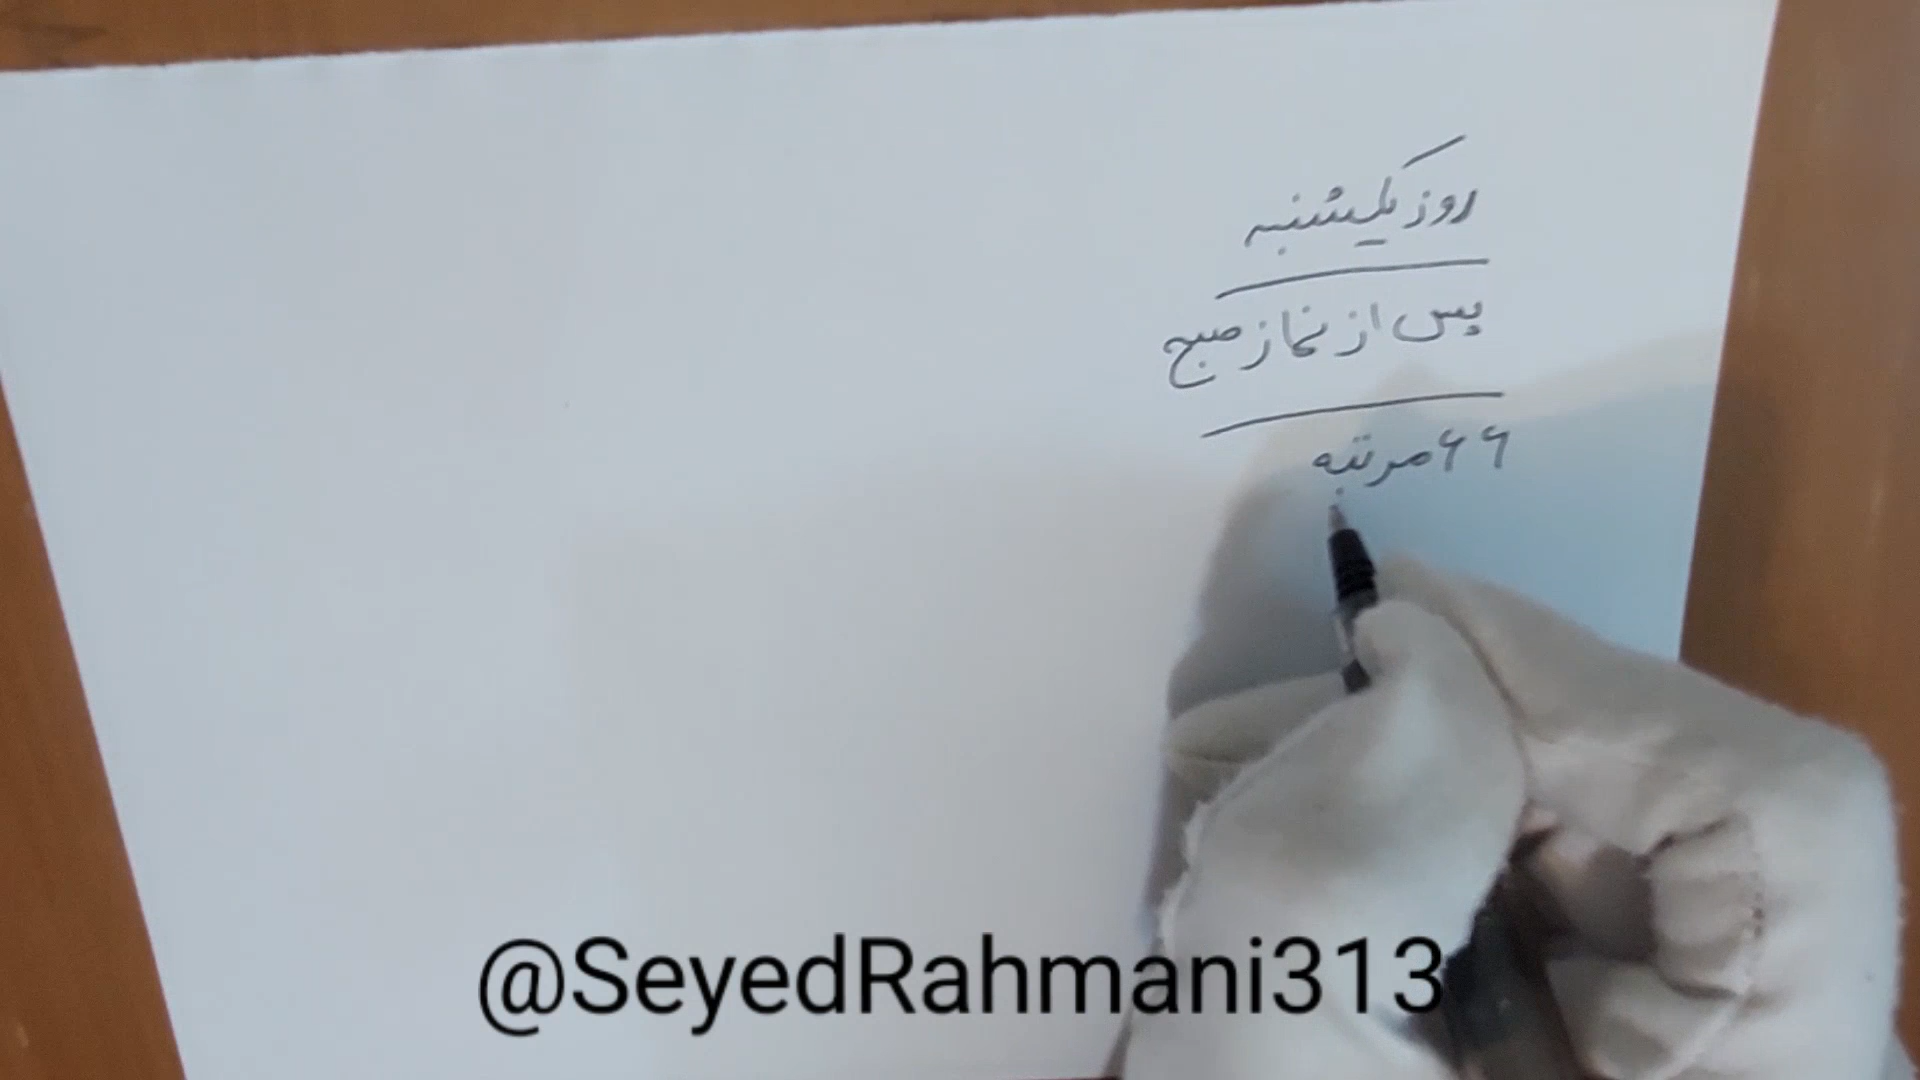 روز یکشنبه
پس از نماز صبح
۶۶ مرتبه
@SeyedRahmani313